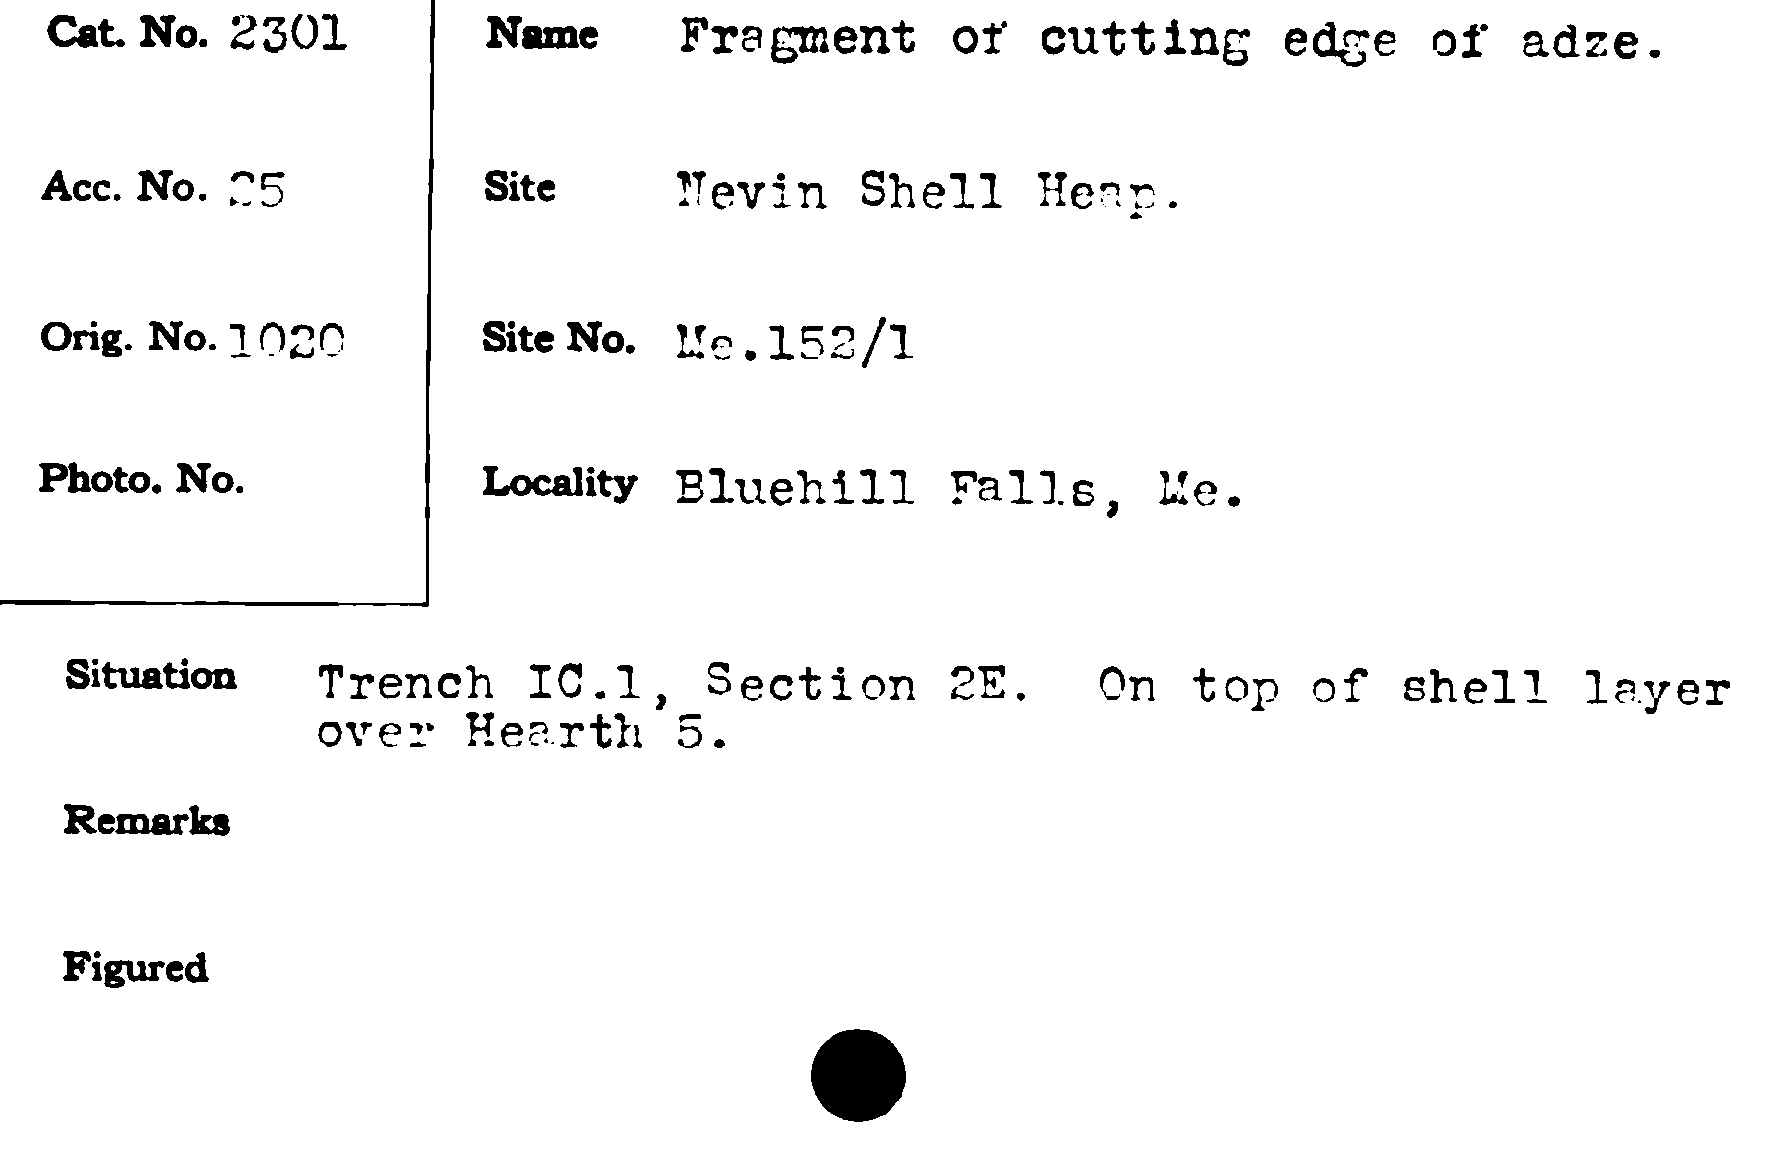 Cat. No. 2301
Name Fragment of cutting edge of adze.
Acc. No. 25
Site Nevin Shell Heap.
Orig. No. 1020
Site No. Me.152/1
Photo. No.
Locality Bluehill Falls, Me.
Situation Trench IC.1, Section 2E. On top of shell layer
over Hearth 5.
Remarks
Figured